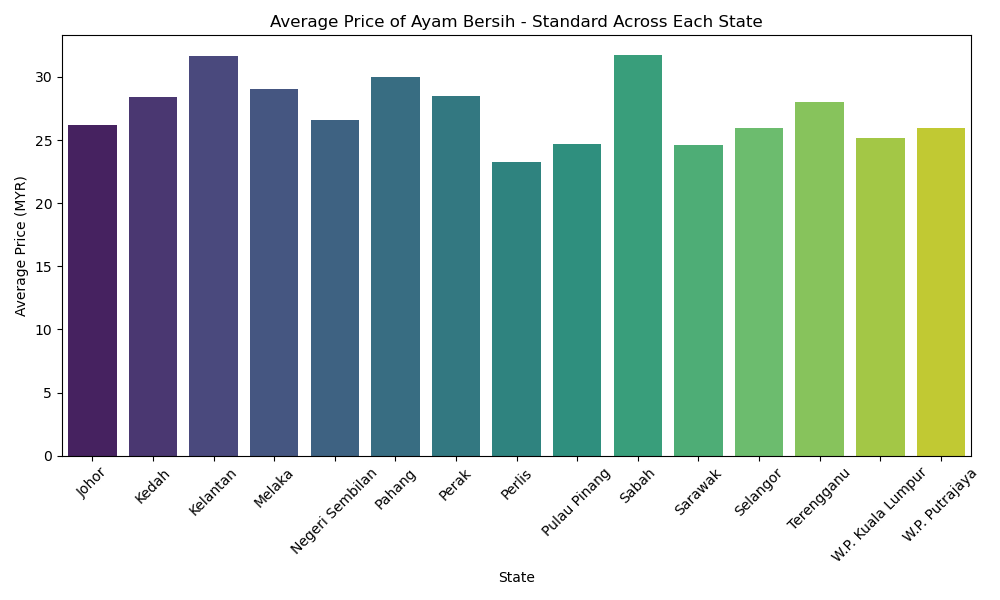 Average Price of Ayam Bersih - Standard Across Each State
Average Price (MYR)
30
25
20
15
10
5
0
Johor
Kedah
Kelantan
Melaka
Negeri Sembilan
Pahang
Perak
Perlis
Pulau Pinang
Sabah
Sarawak
Selangor
Terengganu
W.P. Kuala Lumpur
W.P. Putrajaya
State